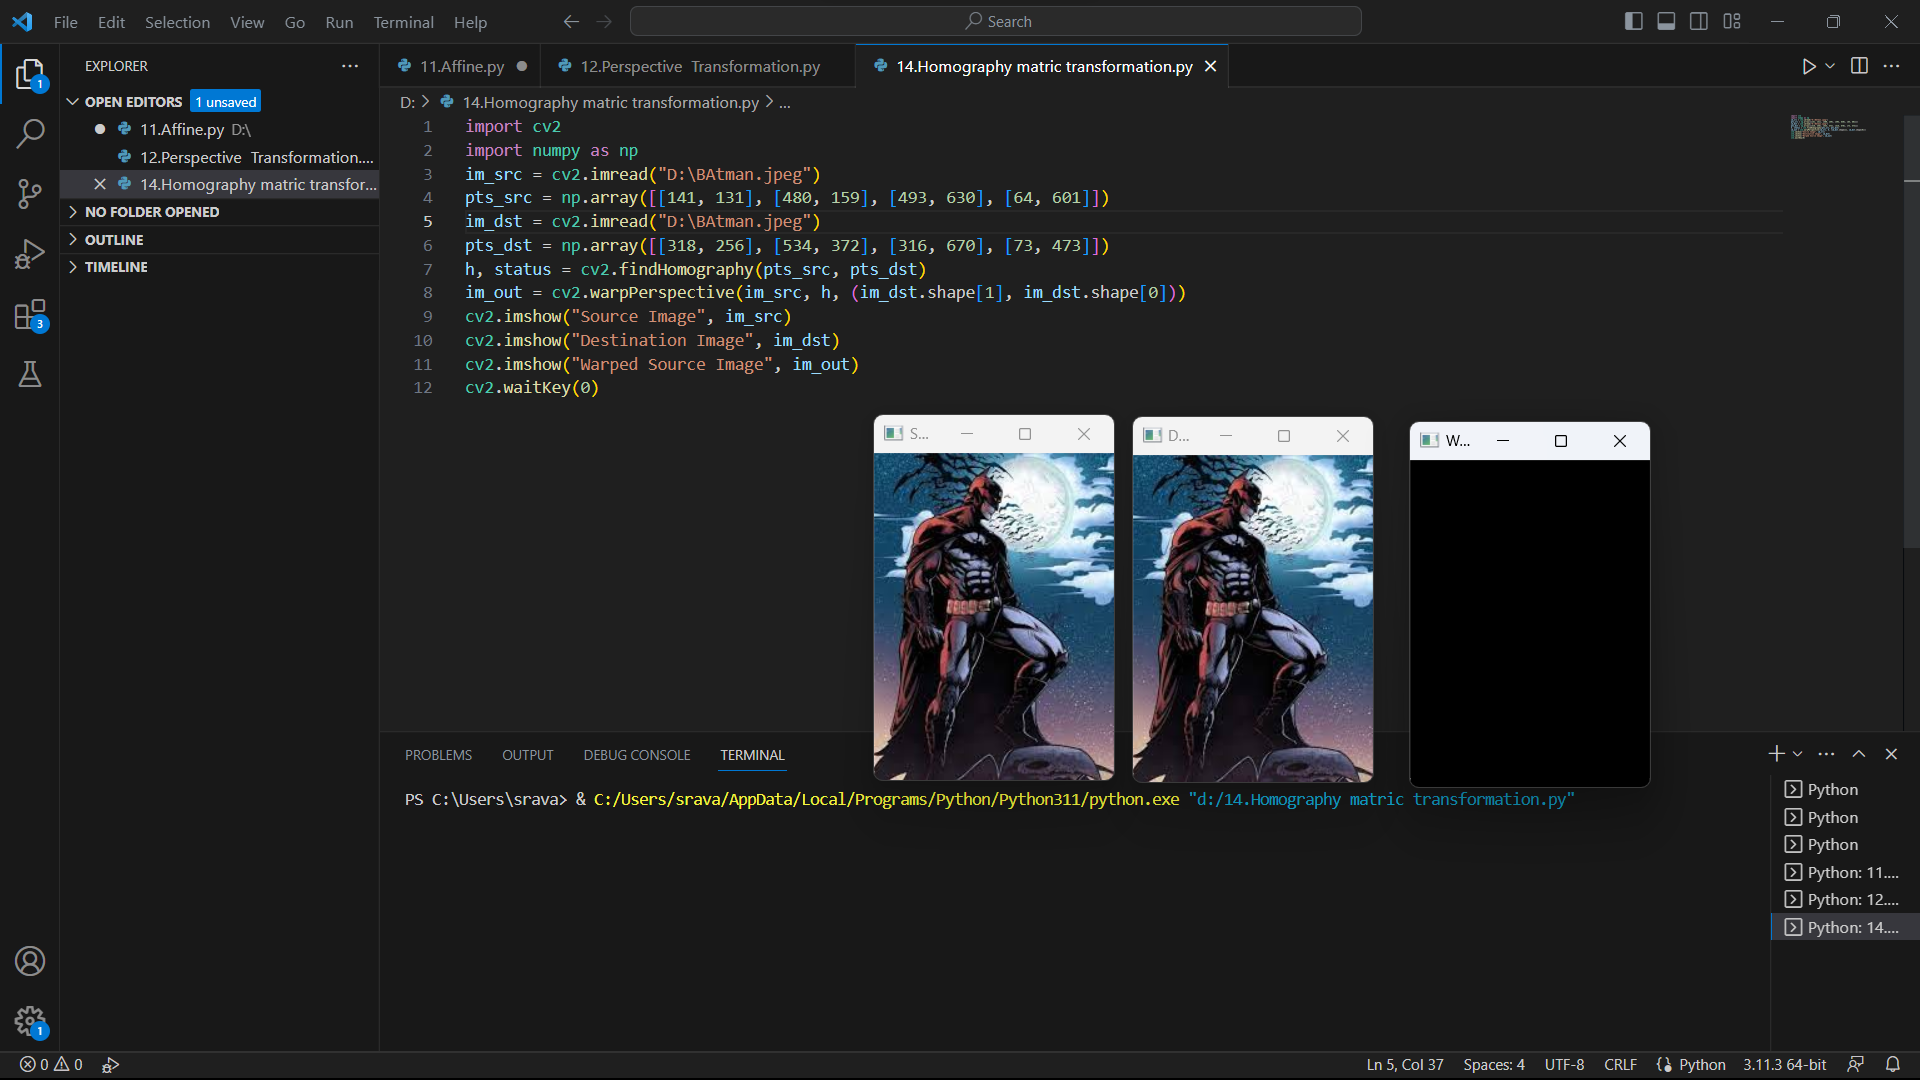 File Edit Selection View Go Run Terminal Help
Search
EXPLORER
OPEN EDITORS 1 unsaved
11.Affine.py D:\
12.Perspective Transformation....
14.Homography matric transfor...
NO FOLDER OPENED
OUTLINE
TIMELINE
11.Affine.py
12.Perspective Transformation.py
14.Homography matric transformation.py
D: > 14.Homography matric transformation.py > ...
1 import cv2
2 import numpy as np
3 im_src = cv2.imread("D:\BAtman.jpeg")
4 pts_src = np.array([[141, 131], [480, 159], [493, 630], [64, 601]])
5 im_dst = cv2.imread("D:\BAtman.jpeg")
6 pts_dst = np.array([[318, 256], [534, 372], [316, 670], [73, 473]])
7 h, status = cv2.findHomography(pts_src, pts_dst)
8 im_out = cv2.warpPerspective(im_src, h, (im_dst.shape[1], im_dst.shape[0]))
9 cv2.imshow("Source Image", im_src)
10 cv2.imshow("Destination Image", im_dst)
11 cv2.imshow("Warped Source Image", im_out)
12 cv2.waitKey(0)
S...
D...
W...
PROBLEMS OUTPUT DEBUG CONSOLE TERMINAL
PS C:\Users\srava> & C:/Users/srava/AppData/Local/Programs/Python/Python311/python.exe "d:/14.Homography matric transformation.py"
Python
Python
Python
Python: 11....
Python: 12....
Python: 14....
1
3
1
0 0
Ln 5, Col 37 Spaces: 4 UTF-8 CRLF Python 3.11.3 64-bit